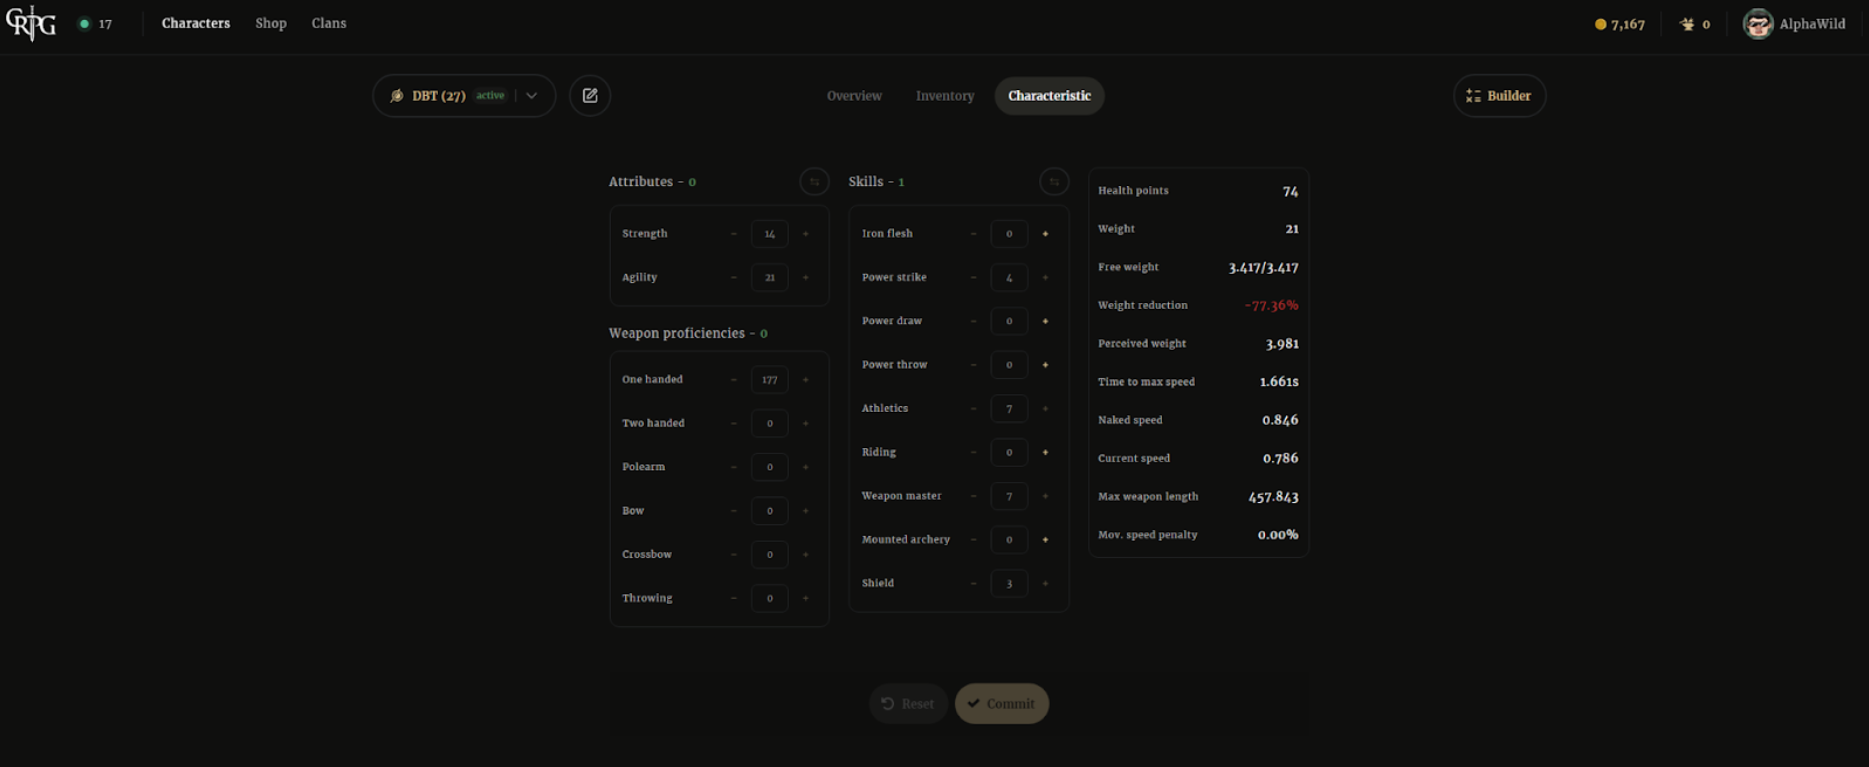 CRPG 17 Characters Shop Clans 7,167 0 AlphaWild
DBT (27) active Overview Inventory Characteristic Builder
Attributes - 0
Strength - 14 +
Agility - 21 +
Weapon proficiencies - 0
One handed - 177 +
Two handed - 0 +
Polearm - 0 +
Bow - 0 +
Crossbow - 0 +
Throwing - 0 +
Skills - 1
Iron flesh - 0 +
Power strike - 4 +
Power draw - 0 +
Power throw - 0 +
Athletics - 7 +
Riding - 0 +
Weapon master - 7 +
Mounted archery - 0 +
Shield - 3 +
Health points 74
Weight 21
Free weight 3.417/3.417
Weight reduction -77.36%
Perceived weight 3.981
Time to max speed 1.661s
Naked speed 0.846
Current speed 0.786
Max weapon length 457.843
Mov. speed penalty 0.00%
Reset Commit